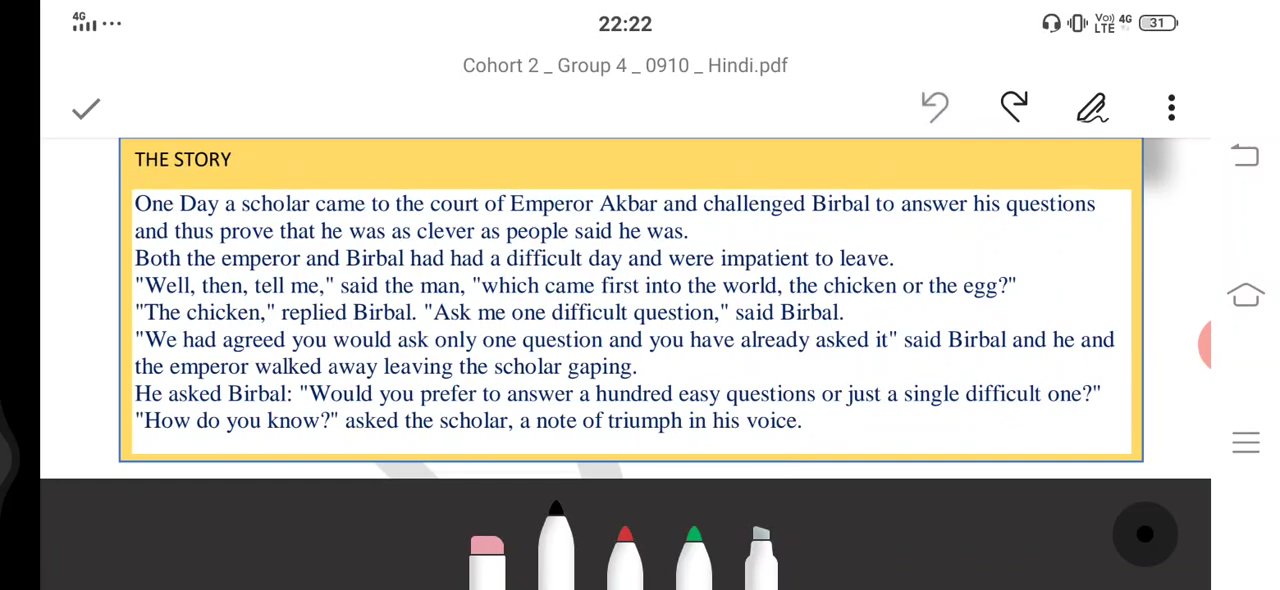 4G
22:22
Vo)) LTE 4G 31
Cohort 2 _ Group 4 _ 0910 _ Hindi.pdf
THE STORY
One Day a scholar came to the court of Emperor Akbar and challenged Birbal to answer his questions
and thus prove that he was as clever as people said he was.
Both the emperor and Birbal had had a difficult day and were impatient to leave.
"Well, then, tell me," said the man, "which came first into the world, the chicken or the egg?"
"The chicken," replied Birbal. "Ask me one difficult question," said Birbal.
"We had agreed you would ask only one question and you have already asked it" said Birbal and he and
the emperor walked away leaving the scholar gaping.
He asked Birbal: "Would you prefer to answer a hundred easy questions or just a single difficult one?"
"How do you know?" asked the scholar, a note of triumph in his voice.